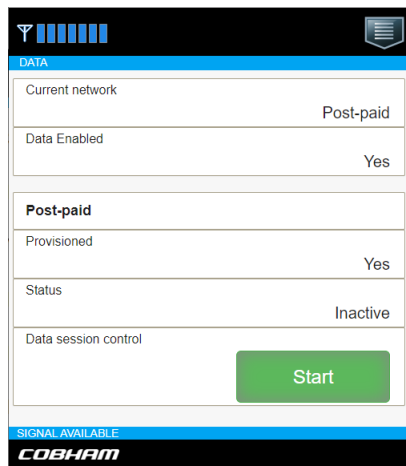 DATA
Current network
Post-paid
Data Enabled
Yes
Post-paid
Provisioned
Yes
Status
Inactive
Data session control
Start
SIGNAL AVAILABLE
COBHAM